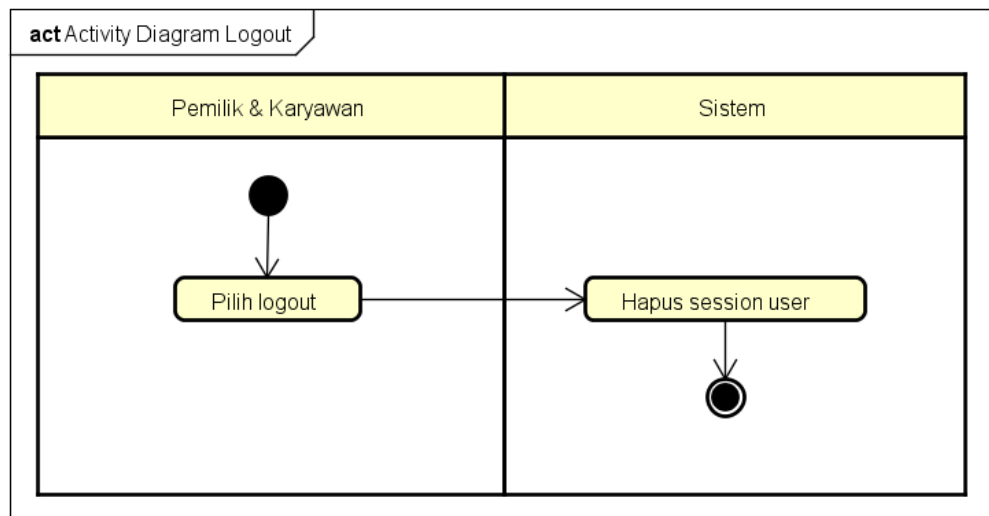 act Activity Diagram Logout
Pemilik & Karyawan
Sistem
Pilih logout
Hapus session user